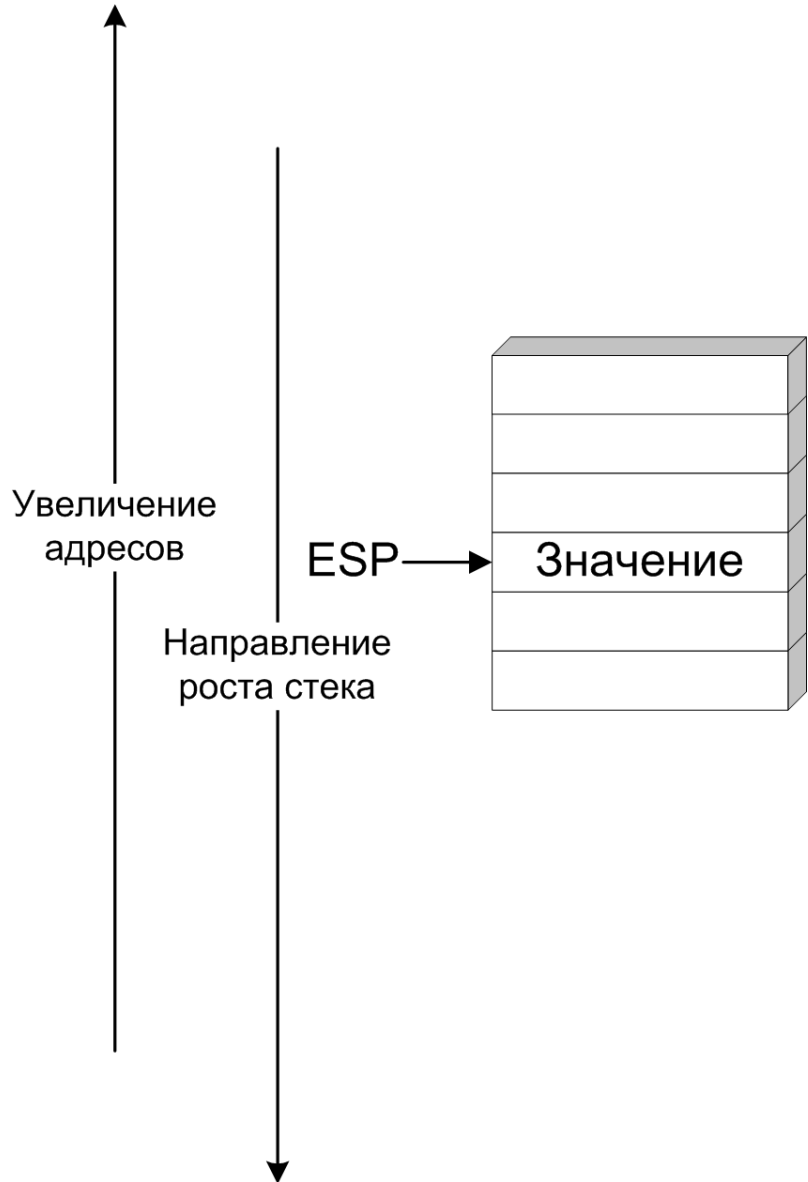 Увеличение
адресов
ESP
Значение
Направление
роста стека